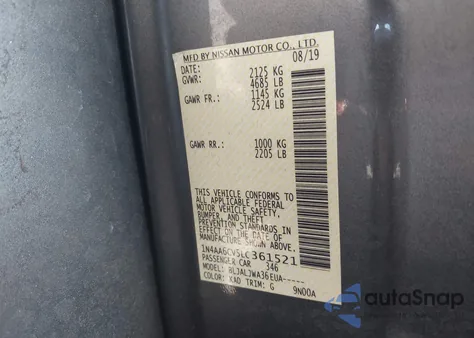 MFD BY NISSAN MOTOR CO., LTD.
DATE: 08/19
GVWR: 2125 KG
4685 LB
GAWR FR.: 1145 KG
2524 LB
GAWR RR.: 1000 KG
2205 LB
THIS VEHICLE CONFORMS TO
ALL APPLICABLE FEDERAL
MOTOR VEHICLE SAFETY,
BUMPER, AND THEFT
PREVENTION STANDARDS IN
EFFECT ON THE DATE OF
MANUFACTURE SHOWN ABOVE.
1N4AA6CV5LC361521
PASSENGER CAR 346
MODEL: BLJALJWA36EUA-----
COLOR: KAD TRIM: G 9N00A
autoSnap